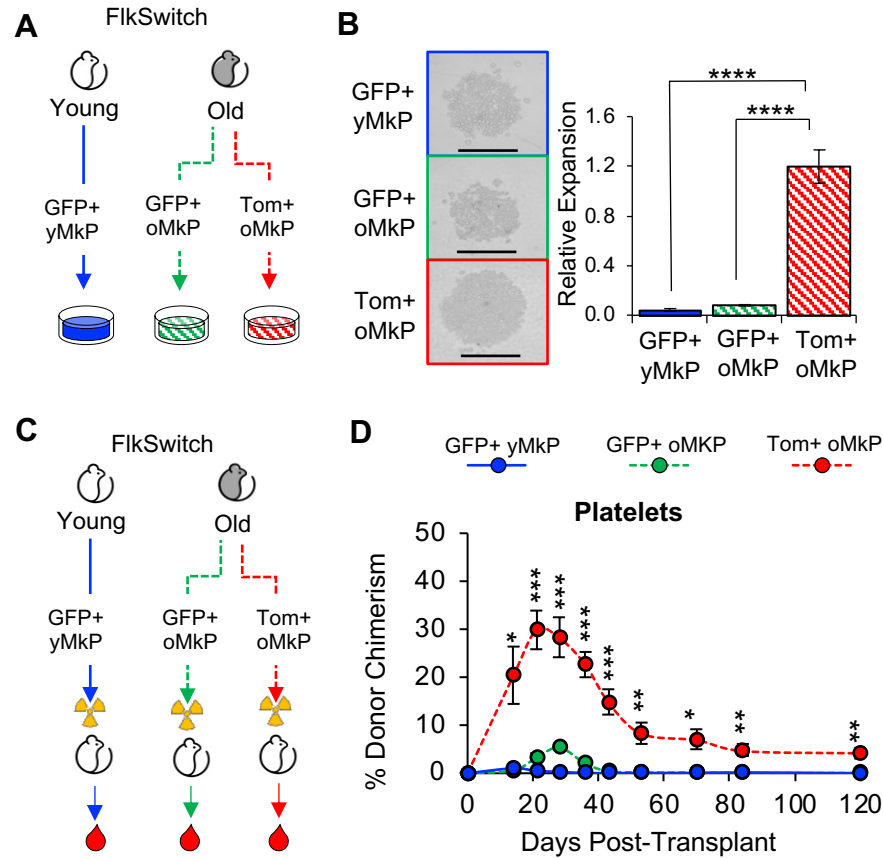 A
FlkSwitch
Young
Old
GFP+
yMkP
GFP+
oMkP
Tom+
oMkP
B
GFP+
yMkP
GFP+
oMkP
Tom+
oMkP
Relative Expansion
1.6
1.2
0.8
0.4
0.0
****
****
GFP+
yMkP
GFP+
oMkP
Tom+
oMkP
C
FlkSwitch
Young
Old
GFP+
yMkP
GFP+
oMkP
Tom+
oMkP
D
GFP+ yMkP
GFP+ oMKP
Tom+ oMkP
Platelets
% Donor Chimerism
50
40
30
20
10
0
*
***
***
***
***
**
*
**
**
0 20 40 60 80 100 120
Days Post-Transplant